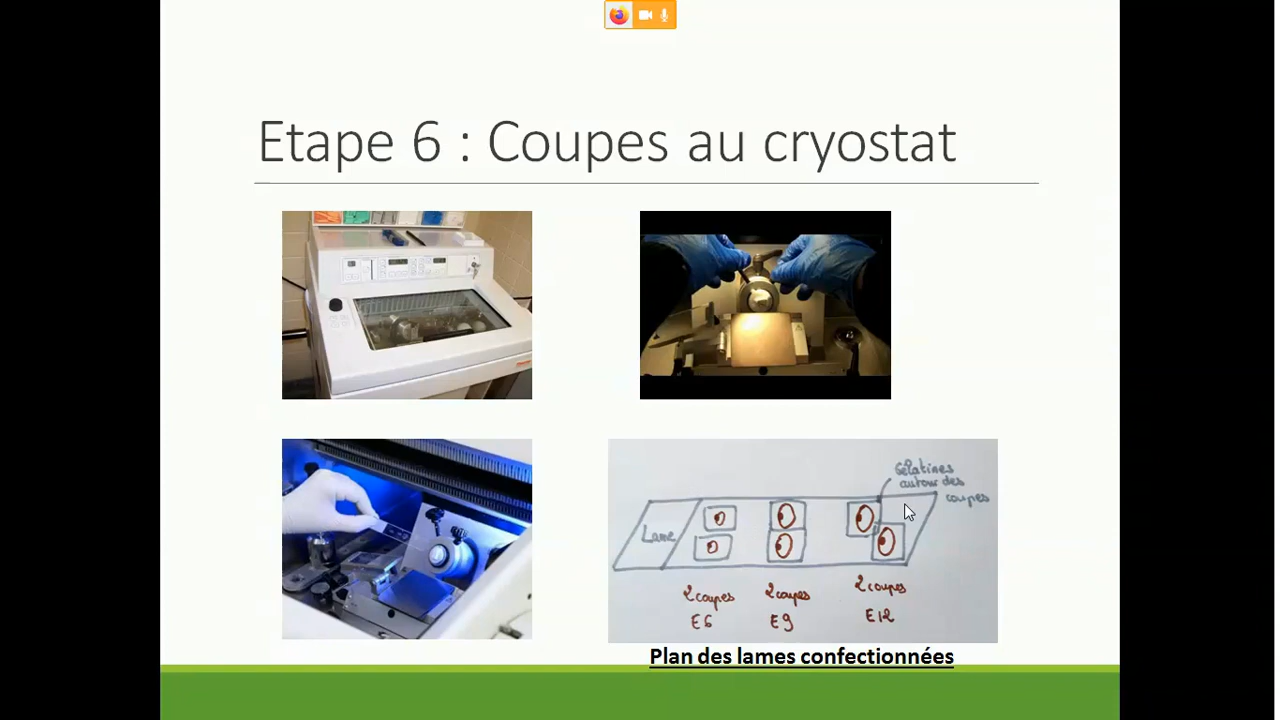 Etape 6 : Coupes au cryostat
Gélatines
autour des
coupes
Lame
2 coupes
E6
2 coupes
E9
2 coupes
E12
Plan des lames confectionnées